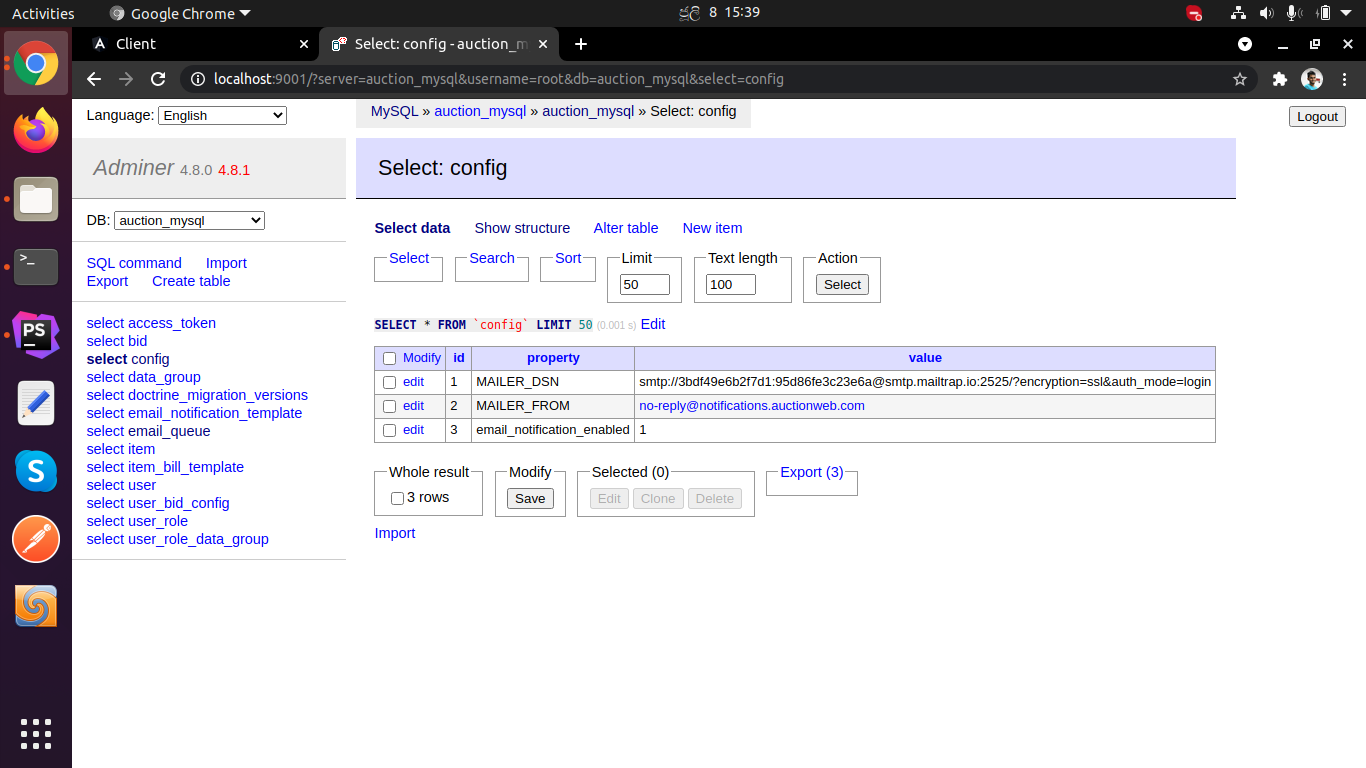 Activities
Google Chrome
ජූලි 8 15:39
Client
Select: config - auction_m
localhost:9001/?server=auction_mysql&username=root&db=auction_mysql&select=config
Language: English
MySQL » auction_mysql » auction_mysql » Select: config
Logout
Adminer 4.8.0 4.8.1
Select: config
DB: auction_mysql
Select data Show structure Alter table New item
SQL command Import
Export Create table
Select Search Sort Limit Text length Action
50 100 Select
SELECT * FROM `config` LIMIT 50 (0.001 s) Edit
select access_token
select bid
select config
select data_group
select doctrine_migration_versions
select email_notification_template
select email_queue
select item
select item_bill_template
select user
select user_bid_config
select user_role
select user_role_data_group
Modify id property value
edit 1 MAILER_DSN smtp://3bdf49e6b2f7d1:95d86fe3c23e6a@smtp.mailtrap.io:2525/?encryption=ssl&auth_mode=login
edit 2 MAILER_FROM no-reply@notifications.auctionweb.com
edit 3 email_notification_enabled 1
Whole result Modify Selected (0) Export (3)
3 rows Save Edit Clone Delete
Import
>_
PS